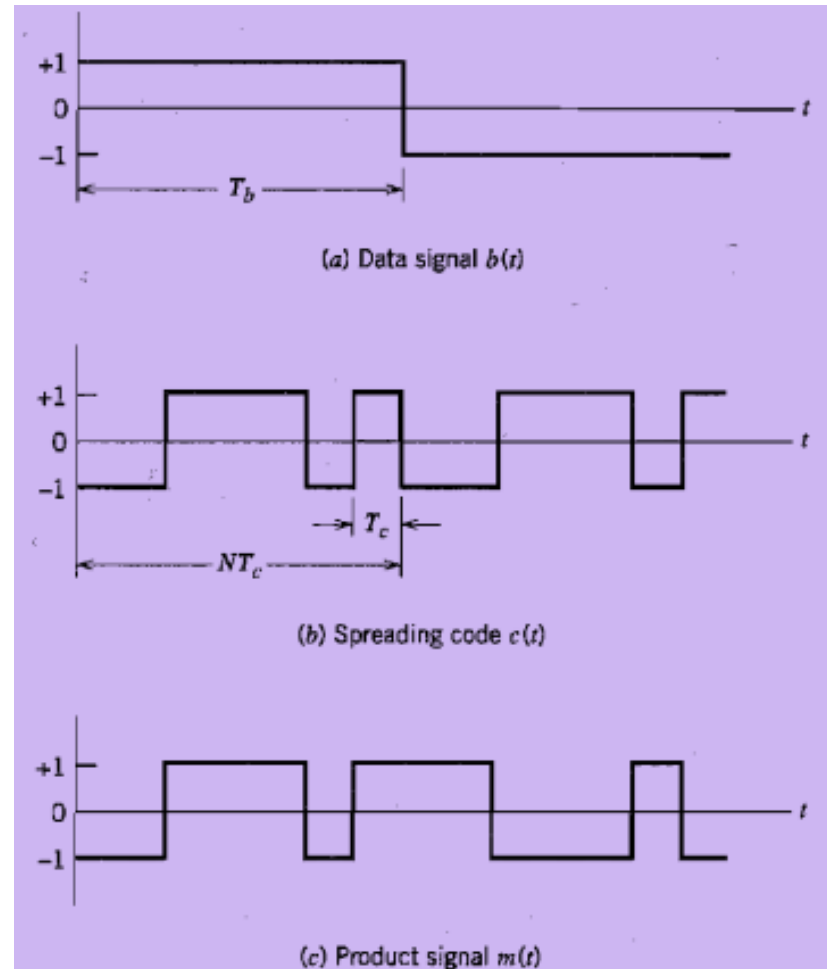 +1
0
t
−1
T_b
(a) Data signal b(t)
+1
0
t
−1
T_c
NT_c
(b) Spreading code c(t)
+1
0
t
−1
(c) Product signal m(t)